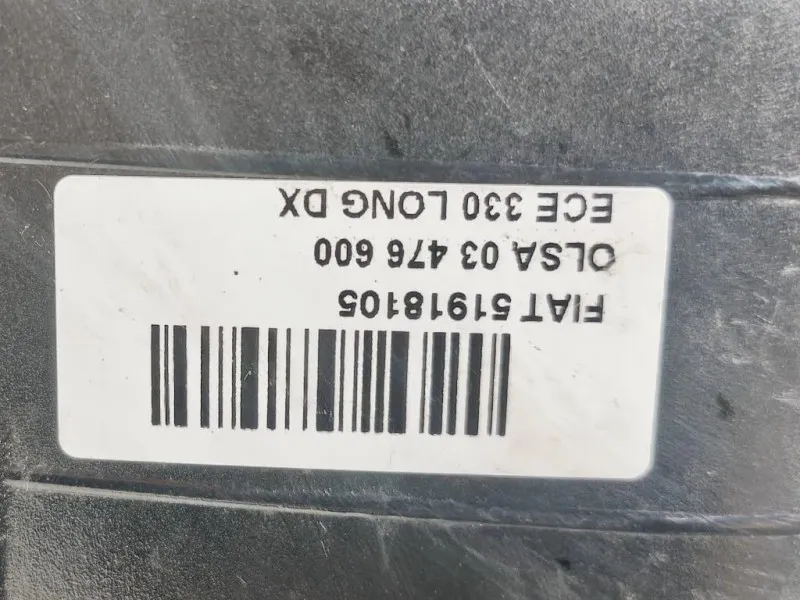 FIAT 51918105
OLSA 03 476 600
ECE 330 LONG DX